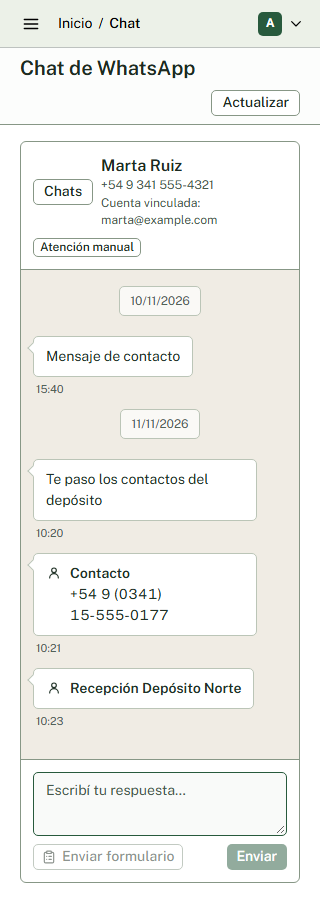 Inicio / Chat
A
Chat de WhatsApp
Actualizar
Chats
Marta Ruiz
+54 9 341 555-4321
Cuenta vinculada:
marta@example.com
Atención manual
10/11/2026
Mensaje de contacto
15:40
11/11/2026
Te paso los contactos del
depósito
10:20
Contacto
+54 9 (0341)
15-555-0177
10:21
Recepción Depósito Norte
10:23
Escribí tu respuesta...
Enviar formulario
Enviar